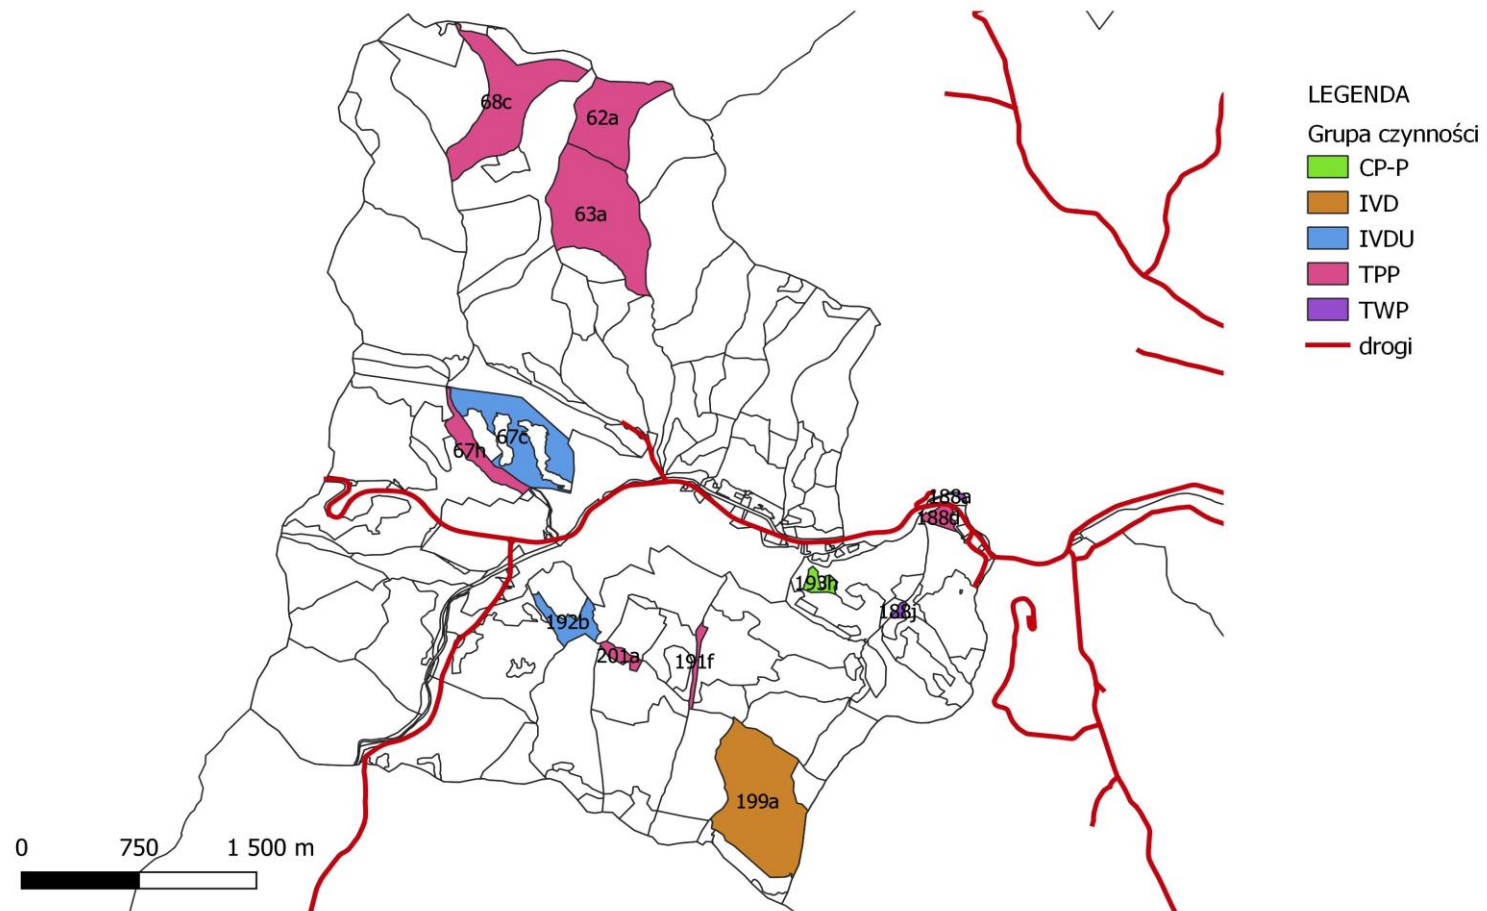 68c
62a
63a
67h
67c
188a
188d
193h
188j
192b
201a
191f
199a
0 750 1 500 m
LEGENDA
Grupa czynności
CP-P
IVD
IVDU
TPP
TWP
drogi